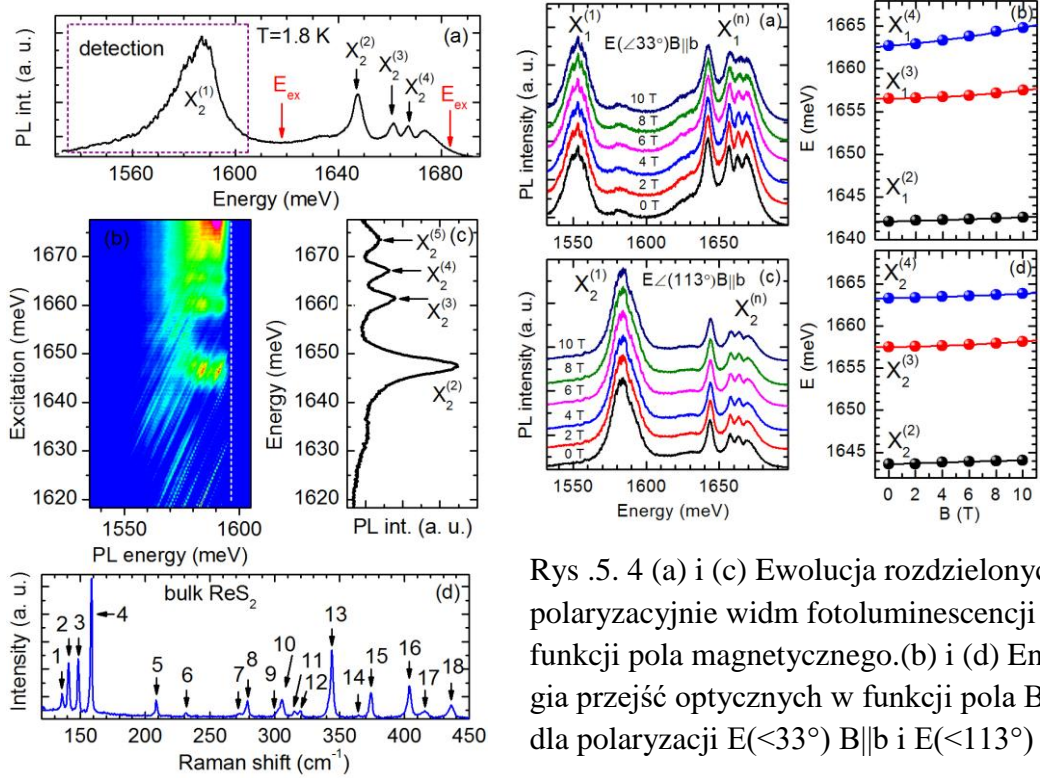 detection
T=1.8 K
(a)
X₂⁽¹⁾
E_ex
X₂⁽²⁾
X₂⁽³⁾
X₂⁽⁴⁾
E_ex
PL int. (a. u.)
1560 1600 1640 1680
Energy (meV)
(b)
Excitation (meV)
1670
1660
1650
1640
1630
1620
1550 1600
PL energy (meV)
(c)
X₂⁽⁵⁾
X₂⁽⁴⁾
X₂⁽³⁾
X₂⁽²⁾
Energy (meV)
1670
1660
1650
1640
1630
1620
PL int. (a. u.)
bulk ReS₂
(d)
Intensity (a. u.)
1 2 3 4 5 6 7 8 9 10 11 12 13 14 15 16 17 18
150 200 250 300 350 400 450
Raman shift (cm⁻¹)
X₁⁽¹⁾
X₁⁽ⁿ⁾
(a)
E(∠33°)B||b
10 T
8 T
6 T
4 T
2 T
0 T
PL intensity (a. u.)
1550 1600 1650
(b)
X₁⁽⁴⁾
X₁⁽³⁾
X₁⁽²⁾
E (meV)
1665
1660
1655
1650
1645
1640
E∠(113°)B||b
(c)
X₂⁽¹⁾
X₂⁽ⁿ⁾
10 T
8 T
6 T
4 T
2 T
0 T
PL intensity (a. u.)
1550 1600 1650
Energy (meV)
X₂⁽⁴⁾
(d)
X₂⁽³⁾
X₂⁽²⁾
E (meV)
1665
1660
1655
1650
1645
0 2 4 6 8 10
B (T)
Rys .5. 4 (a) i (c) Ewolucja rozdzielonyc
polaryzacyjnie widm fotoluminescencji
funkcji pola magnetycznego.(b) i (d) En
gia przejść optycznych w funkcji pola B
dla polaryzacji E(<33°) B||b i E(<113°)